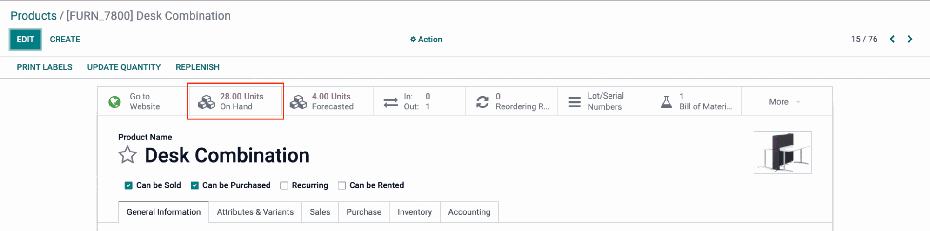 Products / [FURN_7800] Desk Combination
EDIT CREATE Action 15 / 76
PRINT LABELS UPDATE QUANTITY REPLENISH
Go to Website
28.00 Units On Hand
4.00 Units Forecasted
In: 0
Out: 1
0 Reordering R...
Lot/Serial Numbers
1 Bill of Materi...
More
Product Name
Desk Combination
Can be Sold Can be Purchased Recurring Can be Rented
General Information Attributes & Variants Sales Purchase Inventory Accounting